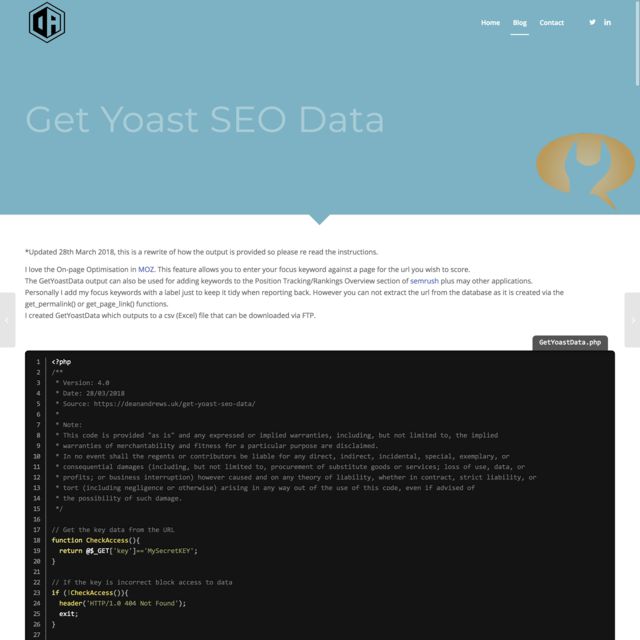 Home Blog Contact
Get Yoast SEO Data
*Updated 28th March 2018, this is a rewrite of how the output is provided so please re read the instructions.
I love the On-page Optimisation in MOZ. This feature allows you to enter your focus keyword against a page for the url you wish to score.
The GetYoastData output can also be used for adding keywords to the Position Tracking/Rankings Overview section of semrush plus may other applications.
Personally I add my focus keywords with a label just to keep it tidy when reporting back. However you can not extract the url from the database as it is created via the
get_permalink() or get_page_link() functions.
I created GetYoastData which outputs to a csv (Excel) file that can be downloaded via FTP.
GetYoastData.php
1 <?php
2 /**
3 * Version: 4.0
4 * Date: 28/03/2018
5 * Source: https://deanandrews.uk/get-yoast-seo-data/
6 *
7 * Note:
8 * This code is provided "as is" and any expressed or implied warranties, including, but not limited to, the implied
9 * warranties of merchantability and fitness for a particular purpose are disclaimed.
10 * In no event shall the regents or contributors be liable for any direct, indirect, incidental, special, exemplary, or
11 * consequential damages (including, but not limited to, procurement of substitute goods or services; loss of use, data, or
12 * profits; or business interruption) however caused and on any theory of liability, whether in contract, strict liability, or
13 * tort (including negligence or otherwise) arising in any way out of the use of this code, even if advised of
14 * the possibility of such damage.
15 */
16
17 // Get the key data from the URL
18 function CheckAccess(){
19 return @$_GET['key']=='MySecretKEY';
20 }
21
22 // If the key is incorrect block access to data
23 if (!CheckAccess()){
24 header('HTTP/1.0 404 Not Found');
25 exit;
26 }
27